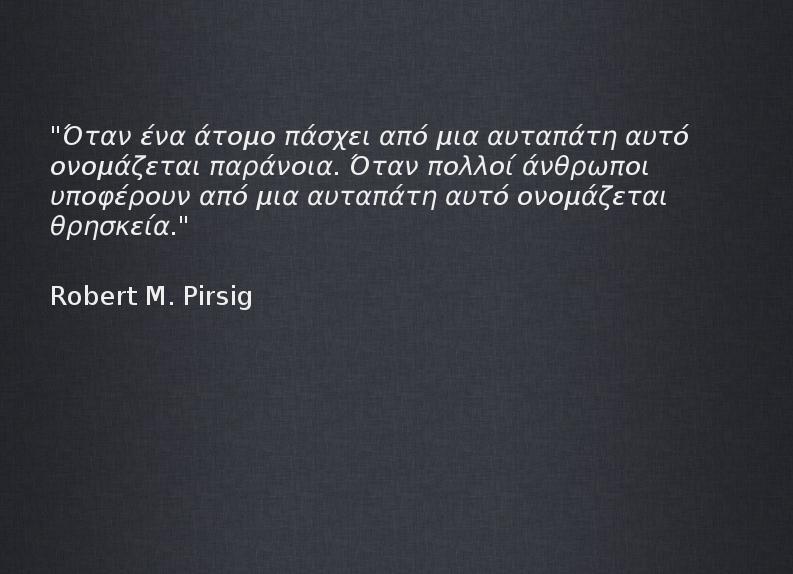 "Όταν ένα άτομο πάσχει από μια αυταπάτη αυτό
ονομάζεται παράνοια. Όταν πολλοί άνθρωποι
υποφέρουν από μια αυταπάτη αυτό ονομάζεται
θρησκεία."
Robert M. Pirsig